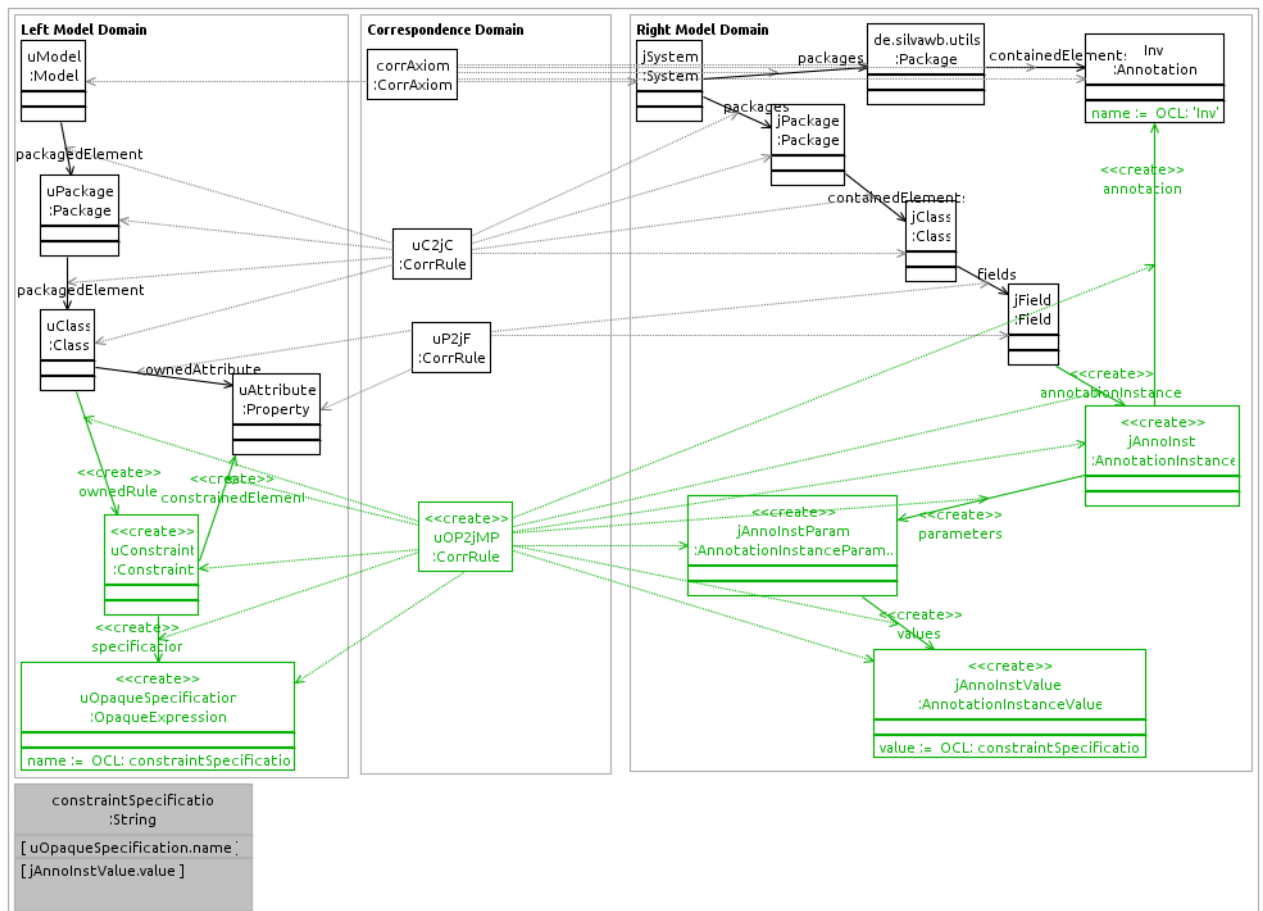 Left Model Domain
uModel
:Model
packagedElement
uPackage
:Package
packagedElement
uClass
:Class
ownedAttribute
uAttribute
:Property
<<create>>
ownedRule
<<create>>
constrainedElement
<<create>>
uConstraint
:Constraint
<<create>>
specification
<<create>>
uOpaqueSpecification
:OpaqueExpression
name := OCL: constraintSpecificatio
Correspondence Domain
corrAxiom
:CorrAxiom
uC2jC
:CorrRule
uP2jF
:CorrRule
<<create>>
uOP2jMP
:CorrRule
Right Model Domain
jSystem
:System
packages
de.silvawb.utils
:Package
containedElements
Inv
:Annotation
name := OCL: 'Inv'
packages
jPackage
:Package
containedElements
jClass
:Class
fields
jField
:Field
<<create>>
annotation
<<create>>
annotationInstance
<<create>>
jAnnoInst
:AnnotationInstance
<<create>>
parameters
<<create>>
jAnnoInstParam
:AnnotationInstanceParam..
<<create>>
values
<<create>>
jAnnoInstValue
:AnnotationInstanceValue
value := OCL: constraintSpecificatio
constraintSpecificatio
:String
[ uOpaqueSpecification.name ]
[ jAnnoInstValue.value ]